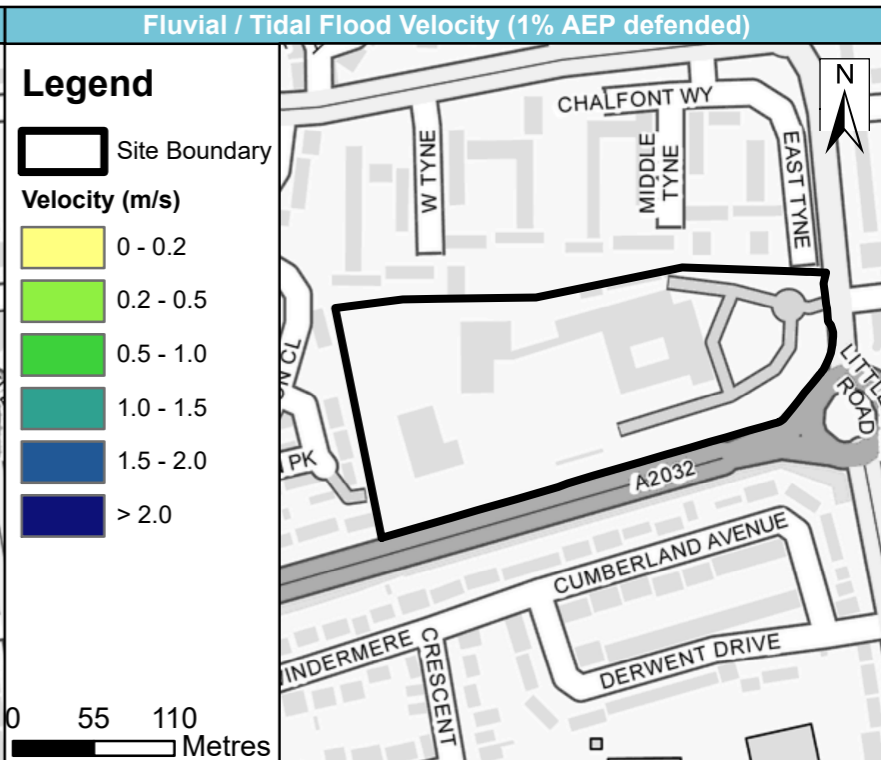 Fluvial / Tidal Flood Velocity (1% AEP defended)
Legend
Site Boundary
Velocity (m/s)
0 - 0.2
0.2 - 0.5
0.5 - 1.0
1.0 - 1.5
1.5 - 2.0
> 2.0
0 55 110
Metres
N
CHALFONT WY
W TYNE
MIDDLE
TYNE
EAST TYNE
ON CL
PK
LITTLE
ROAD
A2032
CUMBERLAND AVENUE
INDERMERE
CRESCENT
DERWENT DRIVE